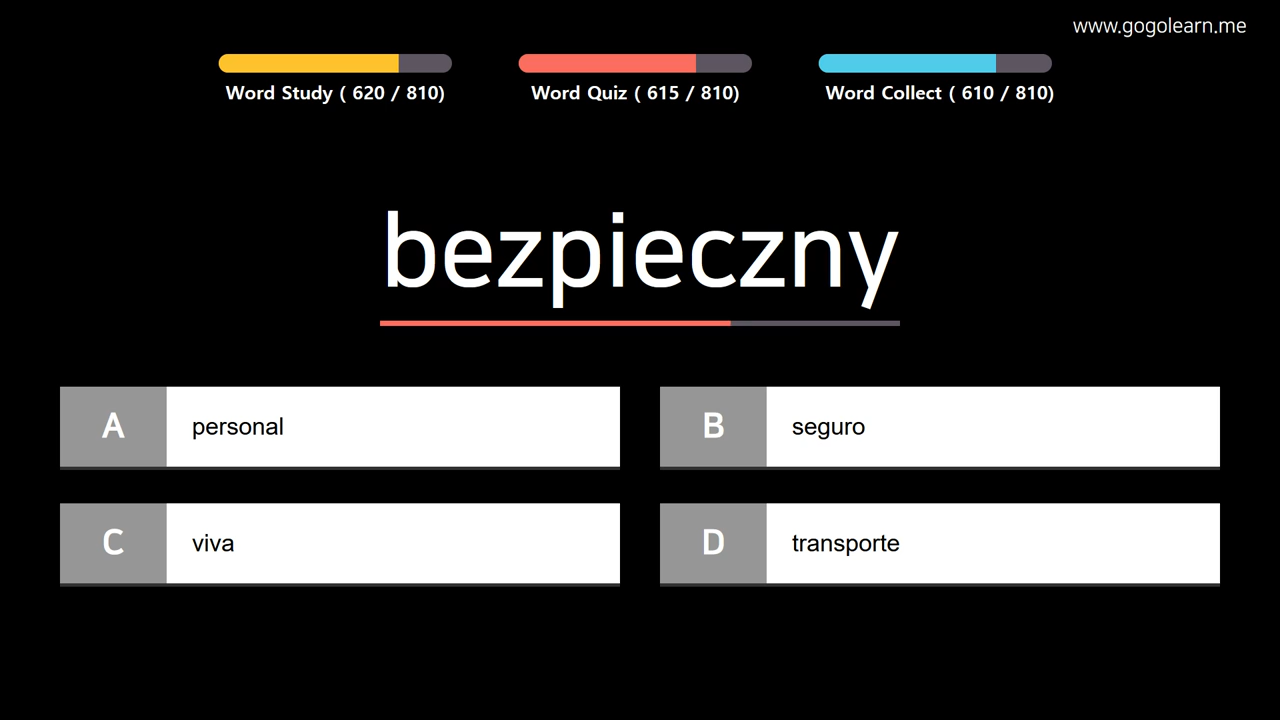 www.gogolearn.me
Word Study ( 620 / 810)
Word Quiz ( 615 / 810)
Word Collect ( 610 / 810)
bezpieczny
A personal
B seguro
C viva
D transporte